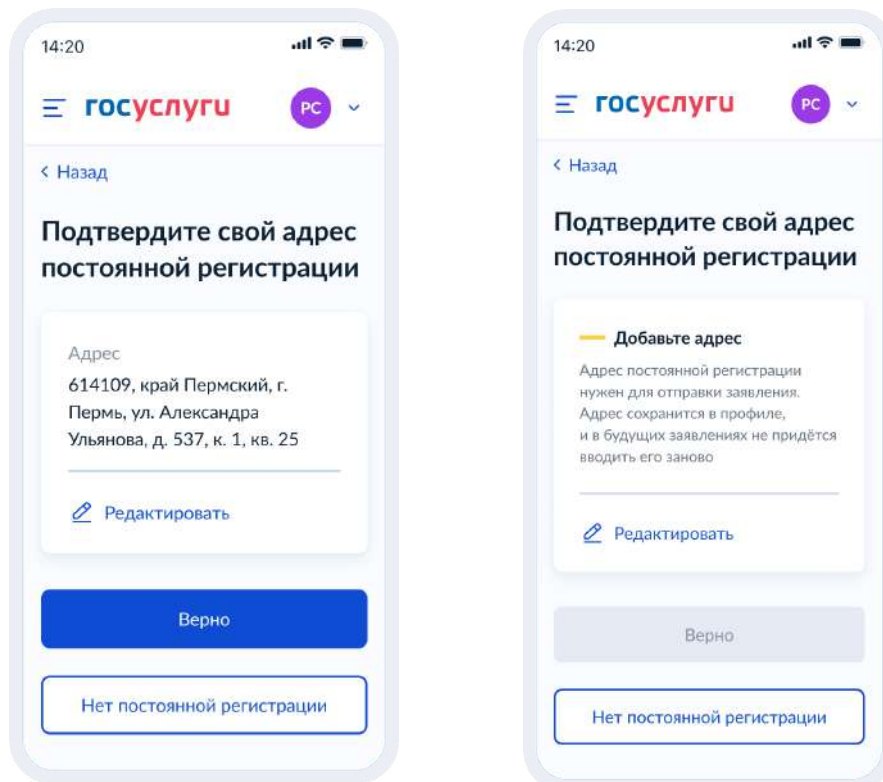 14:20
госуслуги
РС
Назад
Подтвердите свой адрес
постоянной регистрации
Адрес
614109, край Пермский, г.
Пермь, ул. Александра
Ульянова, д. 537, к. 1, кв. 25
Редактировать
Верно
Нет постоянной регистрации
14:20
госуслуги
РС
Назад
Подтвердите свой адрес
постоянной регистрации
Добавьте адрес
Адрес постоянной регистрации
нужен для отправки заявления.
Адрес сохранится в профиле,
и в будущих заявлениях не придётся
вводить его заново
Редактировать
Верно
Нет постоянной регистрации